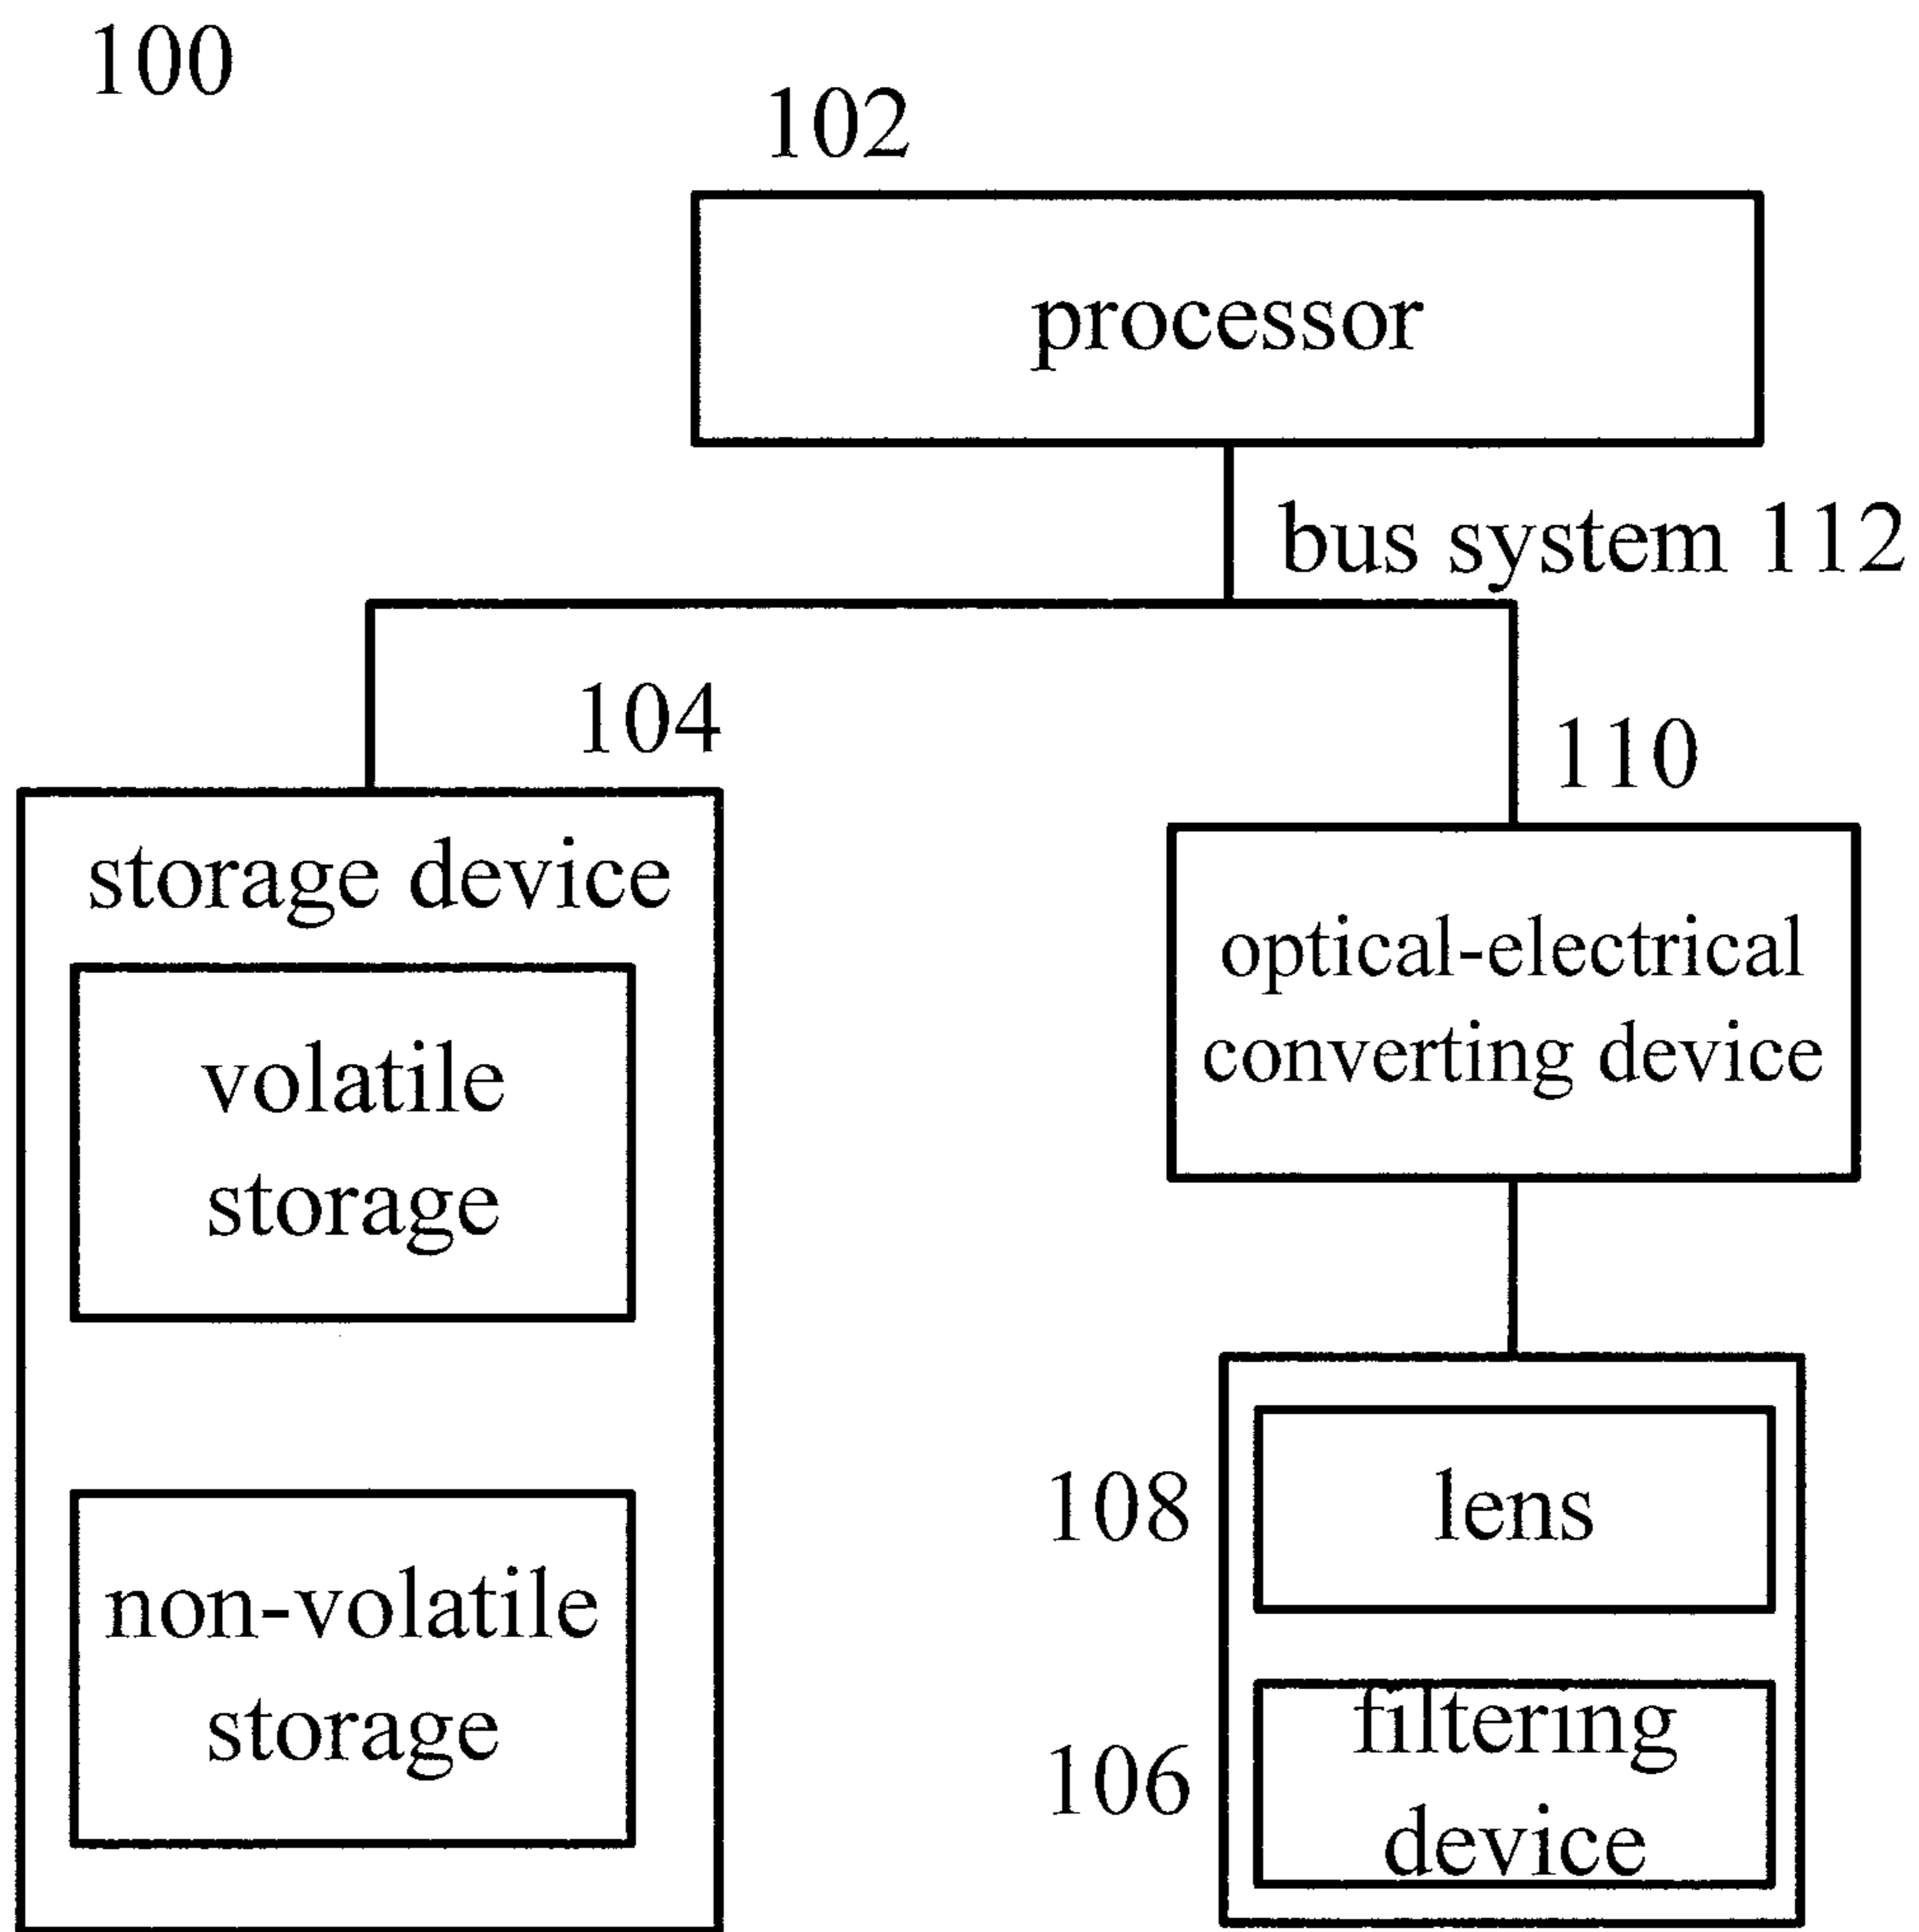 100
102
processor
bus system 112
104
110
storage device
volatile
storage
non-volatile
storage
optical-electrical
converting device
108
lens
106
filtering
device